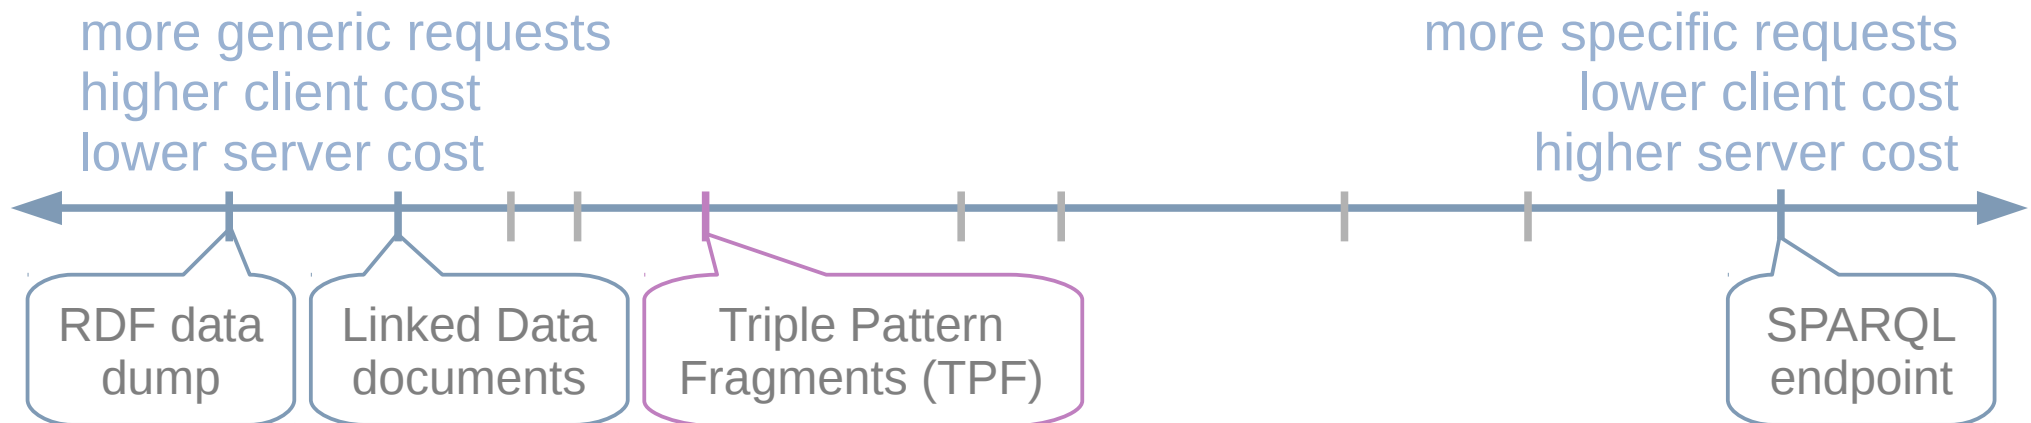 more generic requests
higher client cost
lower server cost
more specific requests
lower client cost
higher server cost
RDF data
dump
Linked Data
documents
Triple Pattern
Fragments (TPF)
SPARQL
endpoint